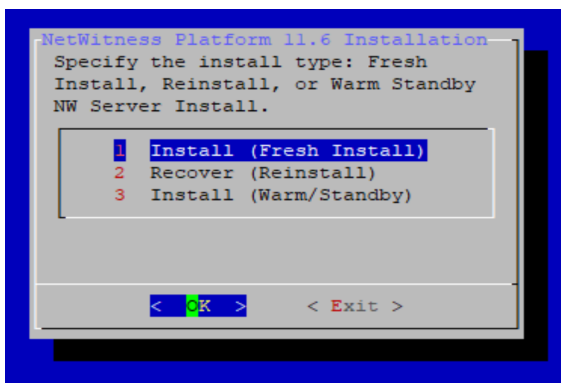 NetWitness Platform 11.6 Installation
Specify the install type: Fresh
Install, Reinstall, or Warm Standby
NW Server Install.
1 Install (Fresh Install)
2 Recover (Reinstall)
3 Install (Warm/Standby)
< OK > < Exit >